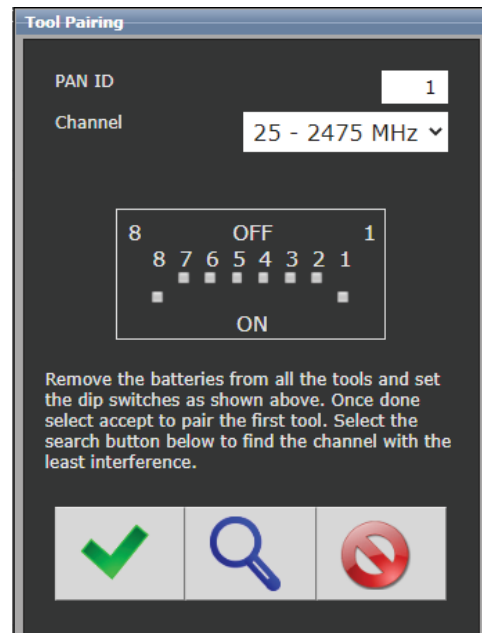 Tool Pairing
PAN ID 1
Channel 25 - 2475 MHz
8 OFF 1
8 7 6 5 4 3 2 1
ON
Remove the batteries from all the tools and set
the dip switches as shown above. Once done
select accept to pair the first tool. Select the
search button below to find the channel with the
least interference.